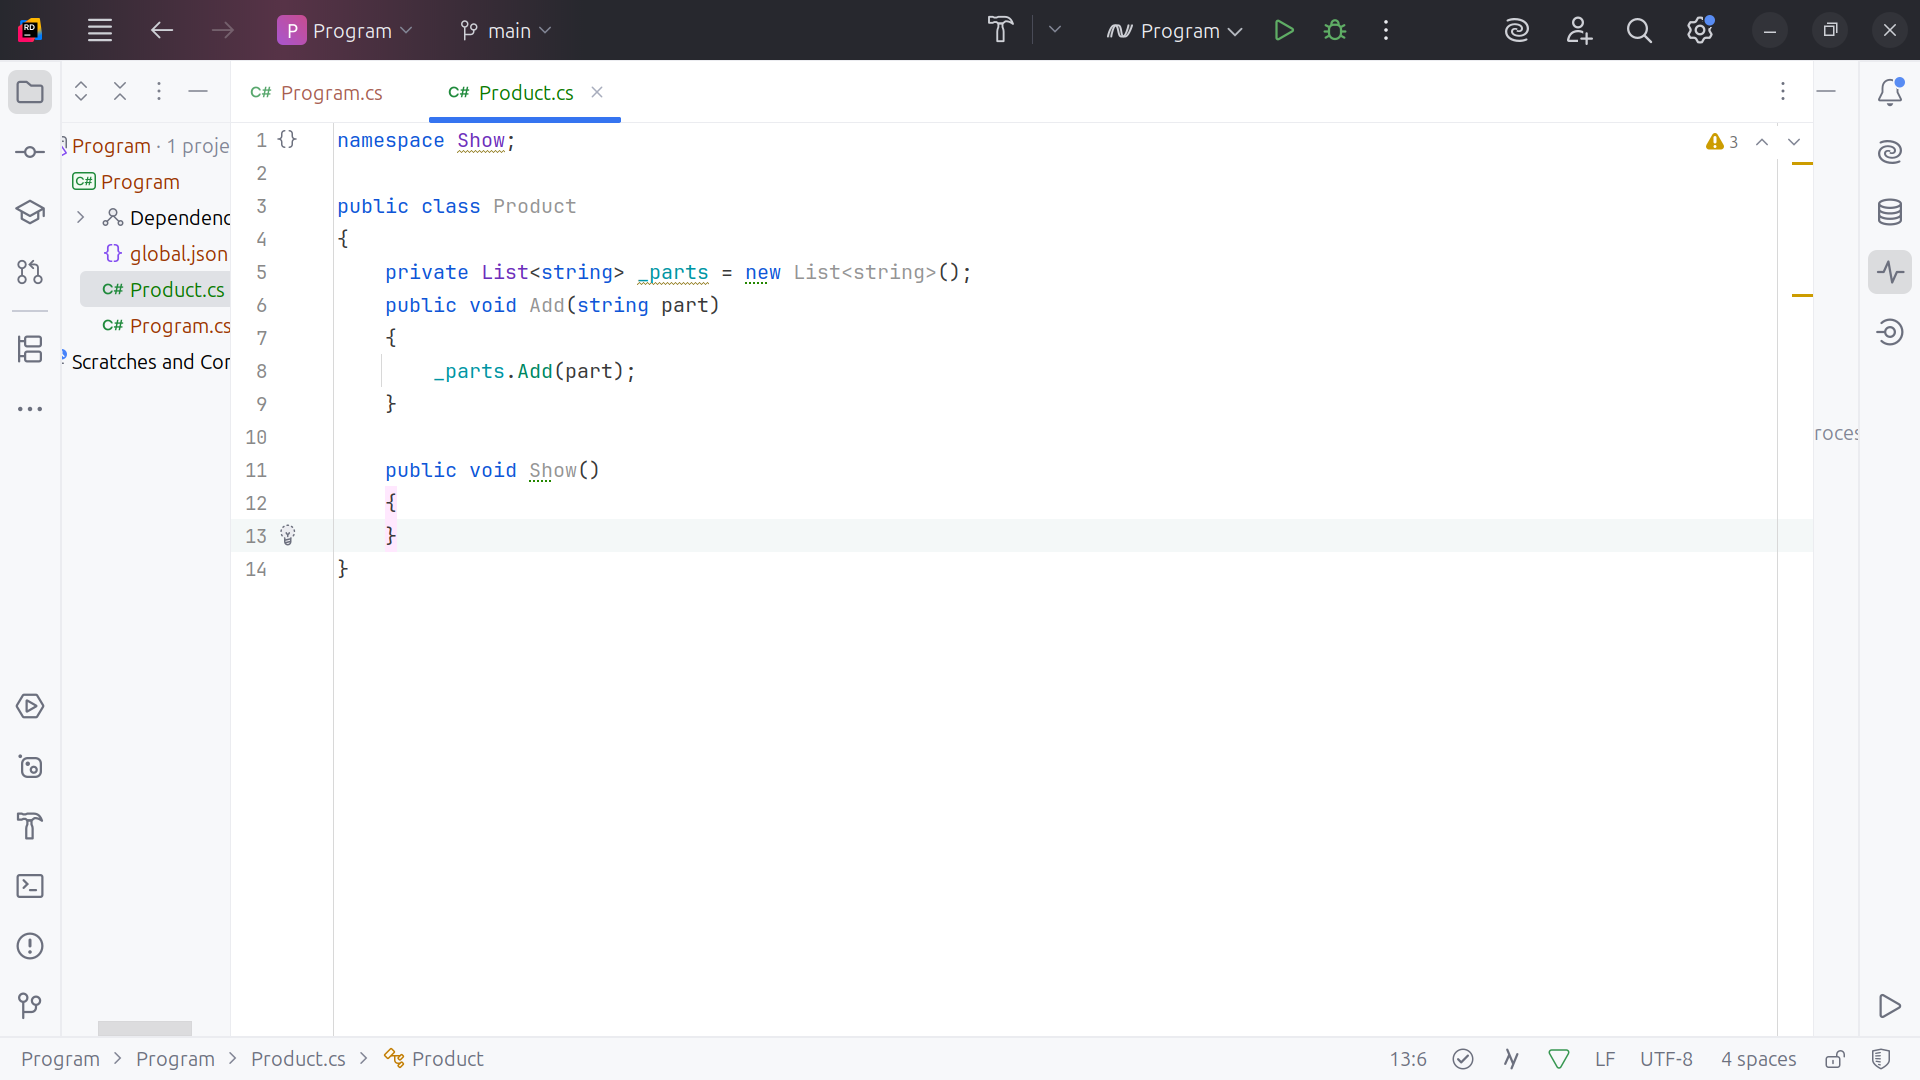 RD
P Program
main
Program
C# Program.cs
C# Product.cs
Program · 1 proje
C# Program
Dependenc
{} global.json
C# Product.cs
C# Program.cs
Scratches and Cor
1 {} namespace Show;
2
3 public class Product
4 {
5 private List<string> _parts = new List<string>();
6 public void Add(string part)
7 {
8 _parts.Add(part);
9 }
10
11 public void Show()
12 {
13 }
14 }
3
roces
Program > Program > Product.cs > Product
13:6
LF
UTF-8
4 spaces